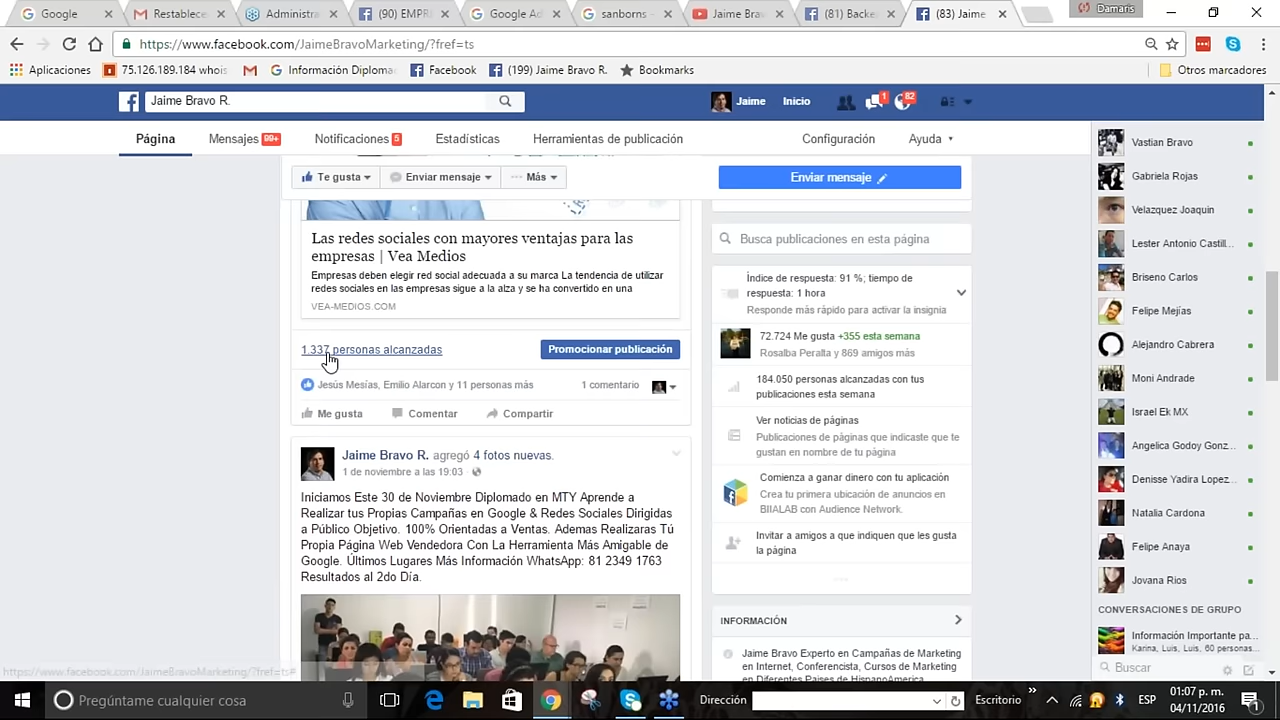 Google
Restablece
Administra
(90) EMPR
Google Ad
sanborns -
Jaime Brav
(81) Backe
(83) Jaime
Damaris
https://www.facebook.com/JaimeBravoMarketing/?fref=ts
Aplicaciones
75.126.189.184 whois
Información Diploma
Facebook
(199) Jaime Bravo R.
Bookmarks
Otros marcadores
Jaime Bravo R.
Jaime
Inicio
1
82
Página
Mensajes 99+
Notificaciones 5
Estadísticas
Herramientas de publicación
Configuración
Ayuda
Te gusta
Enviar mensaje
Más
Las redes sociales con mayores ventajas para las
empresas | Vea Medios
Empresas deben elegir red social adecuada a su marca La tendencia de utilizar
redes sociales en las empresas sigue a la alza y se ha convertido en una
VEA-MEDIOS.COM
1.337 personas alcanzadas
Promocionar publicación
Jesús Mesías, Emilio Alarcon y 11 personas más
1 comentario
Me gusta
Comentar
Compartir
Jaime Bravo R. agregó 4 fotos nuevas.
1 de noviembre a las 19:03
Iniciamos Este 30 de Noviembre Diplomado en MTY Aprende a
Realizar tus Propias Campañas en Google & Redes Sociales Dirigidas
a Público Objetivo. 100% Orientadas a Ventas. Ademas Realizaras Tú
Propia Página Web Vendedora Con La Herramienta Más Amigable de
Google. Últimos Lugares Más Información WhatsApp: 81 2349 1763
Resultados al 2do Día.
https://www.facebook.com/JaimeBravoMarketing/?fref=ts#
Enviar mensaje
Busca publicaciones en esta página
Índice de respuesta: 91 %; tiempo de
respuesta: 1 hora
Responde más rápido para activar la insignia
72.724 Me gusta +355 esta semana
Rosalba Peralta y 869 amigos más
184.050 personas alcanzadas con tus
publicaciones esta semana
Ver noticias de páginas
Publicaciones de páginas que indicaste que te
gustan en nombre de tu página
Comienza a ganar dinero con tu aplicación
Crea tu primera ubicación de anuncios en
BIIALAB con Audience Network.
Invitar a amigos a que indiquen que les gusta
la página
INFORMACIÓN
Jaime Bravo Experto en Campañas de Marketing
en Internet, Conferencista, Cursos de Marketing
en Diferentes Países de HispanoAmerica
Vastian Bravo
Gabriela Rojas
Velazquez Joaquin
Lester Antonio Castill...
Briseno Carlos
Felipe Mejías
Alejandro Cabrera
Moni Andrade
Israel Ek MX
Angelica Godoy Gonz...
Denisse Yadira Lopez...
Natalia Cardona
Felipe Anaya
Jovana Rios
CONVERSACIONES DE GRUPO
Información Importante pa...
Karina, Luis, Luis, 60 personas...
Buscar
Pregúntame cualquier cosa
Dirección
Escritorio
ESP
01:07 p. m.
04/11/2016
1